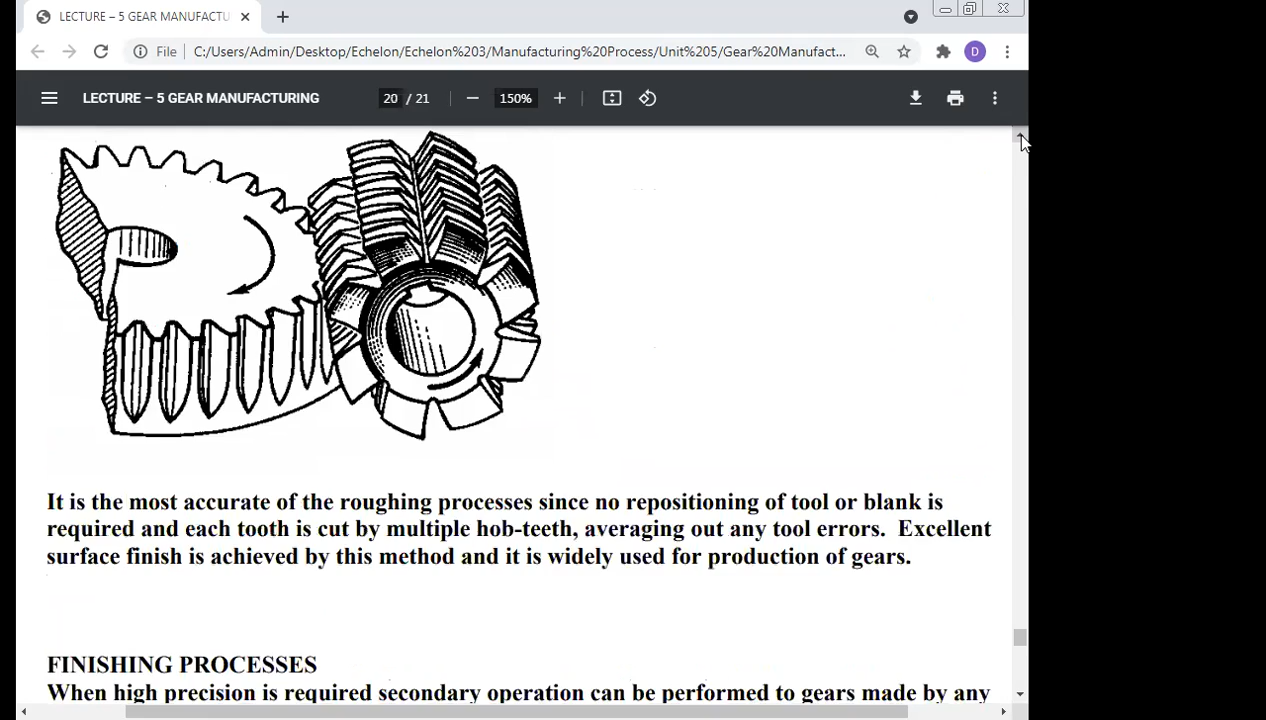 LECTURE – 5 GEAR MANUFACTU
File C:/Users/Admin/Desktop/Echelon/Echelon%203/Manufacturing%20Process/Unit%205/Gear%20Manufact... D
LECTURE – 5 GEAR MANUFACTURING 20 / 21 150%
It is the most accurate of the roughing processes since no repositioning of tool or blank is
required and each tooth is cut by multiple hob-teeth, averaging out any tool errors. Excellent
surface finish is achieved by this method and it is widely used for production of gears.
FINISHING PROCESSES
When high precision is required secondary operation can be performed to gears made by any